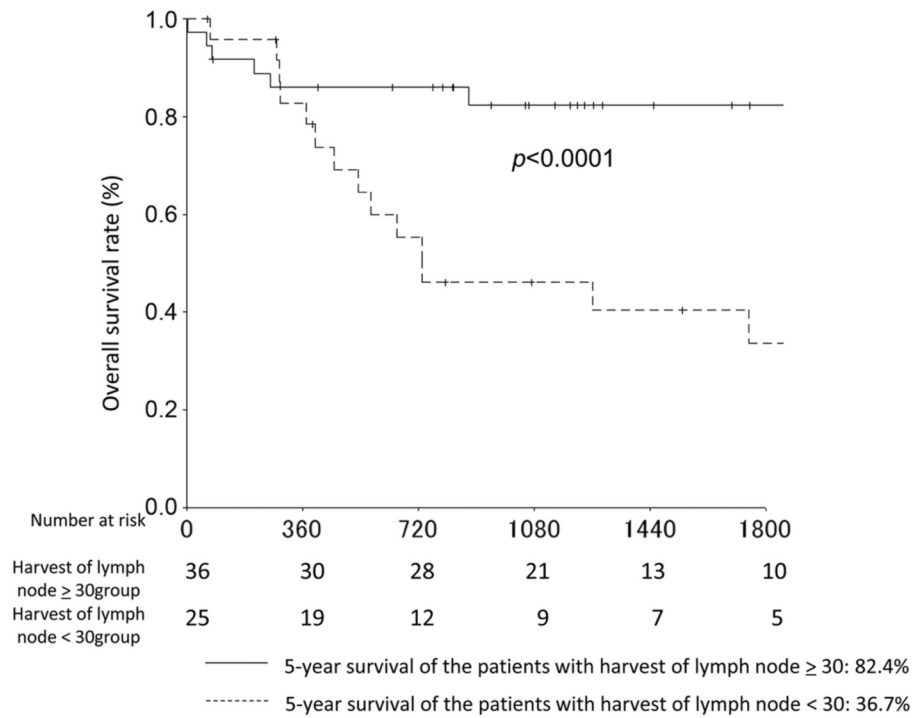 1.0
0.8
0.6
0.4
0.2
0.0
Overall survival rate (%)
p<0.0001
Number at risk
0 360 720 1080 1440 1800
Harvest of lymph
node ≥ 30group
36 30 28 21 13 10
Harvest of lymph
node < 30group
25 19 12 9 7 5
5-year survival of the patients with harvest of lymph node ≥ 30: 82.4%
5-year survival of the patients with harvest of lymph node < 30: 36.7%